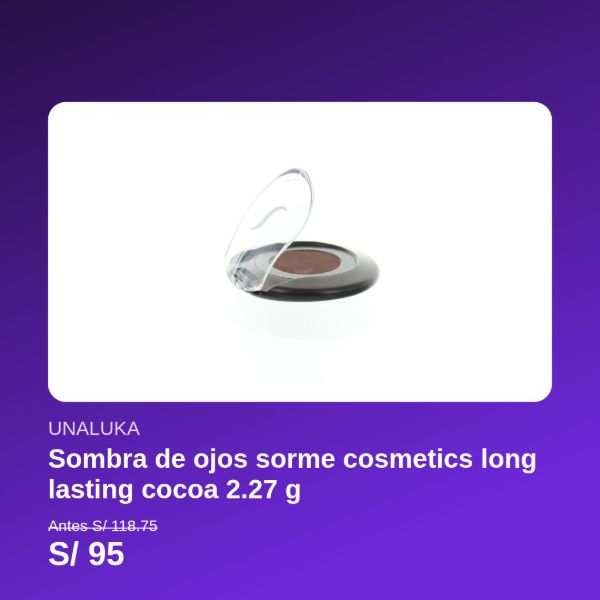 UNALUKA
Sombra de ojos sorme cosmetics long
lasting cocoa 2.27 g
Antes S/ 118.75
S/ 95